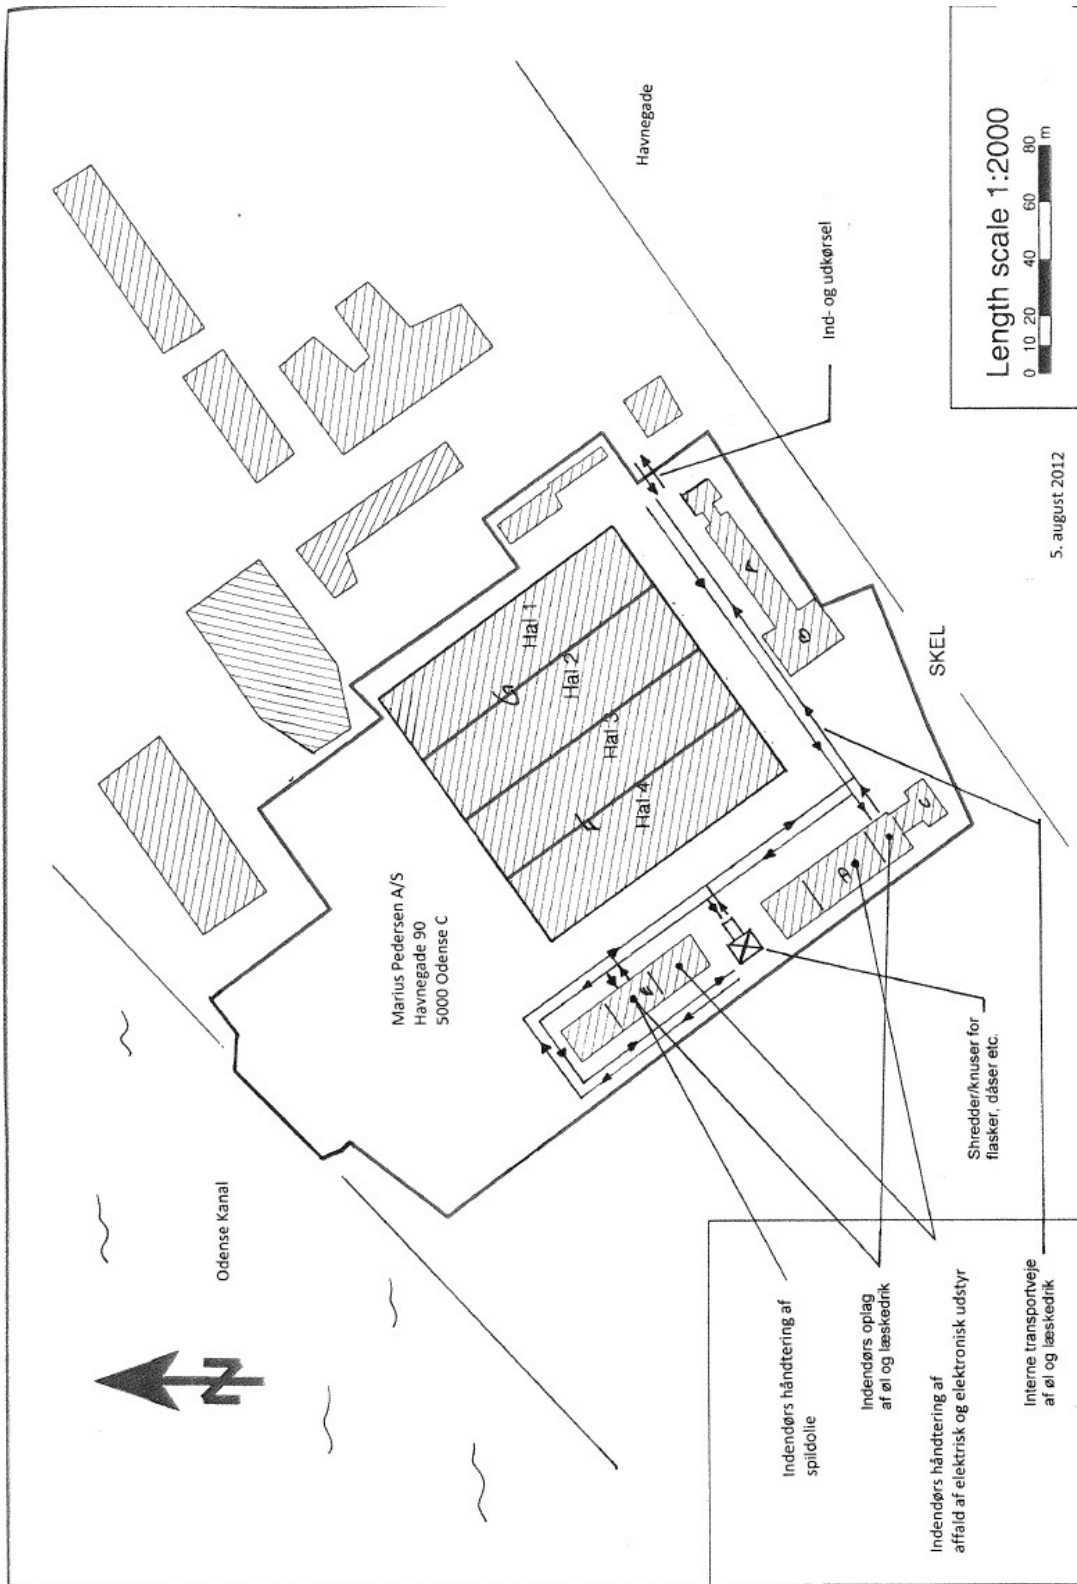 Odense Kanal
N
Marius Pedersen A/S
Havnegade 90
5000 Odense C
Hal 1
Hal 2
Hal 3
Hal 4
G
A
C
Havnegade
Ind- og udkørsel
SKEL
Indendørs håndtering af
spildolie
Indendørs oplag
af øl og læskedrik
Indendørs håndtering af
affald af elektrisk og elektronisk udstyr
Interne transportveje
af øl og læskedrik
Shredder/knuser for
flasker, dåser etc.
5. august 2012
Length scale 1:2000
0 10 20 40 60 80
m